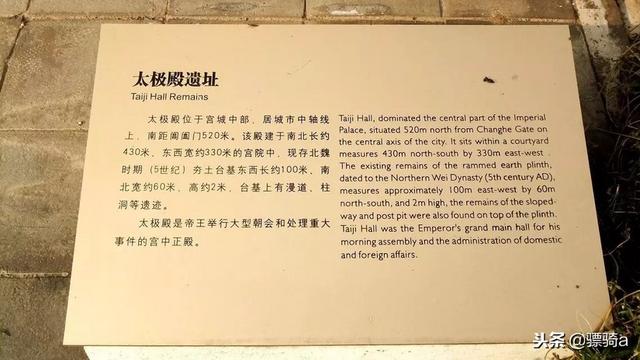 太极殿遗址
Taiji Hall Remains
太极殿位于宫城中部，居城市中轴线
上，南距阊阖门520米。该殿建于南北长约
430米、东西宽约330米的宫院中，现存北魏
时期（5世纪）夯土台基东西长约100米、南
北宽约60米、高约2米，台基上有漫道、柱
洞等遗迹。
太极殿是帝王举行大型朝会和处理重大
事件的宫中正殿。
Taiji Hall, dominated the central part of the Imperial
Palace, situated 520m north from Changhe Gate on
the central axis of the city. It sits within a courtyard
measures 430m north-south by 330m east-west .
The existing remains of the rammed earth plinth,
dated to the Northern Wei Dynasty (5th century AD),
measures approximately 100m east-west by 60m
north-south, and 2m high, the remains of the sloped-
way and post pit were also found on top of the plinth.
Taiji Hall was the Emperor's grand main hall for his
morning assembly and the administration of domestic
and foreign affairs.
头条 @骠骑a